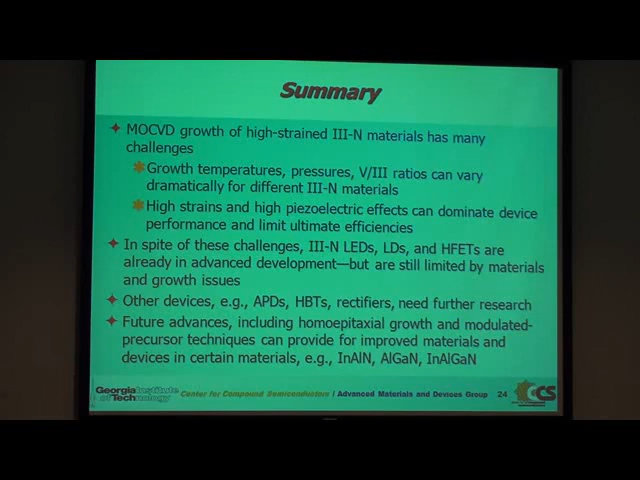 Summary
MOCVD growth of high-strained III-N materials has many
challenges
Growth temperatures, pressures, V/III ratios can vary
dramatically for different III-N materials
High strains and high piezoelectric effects can dominate device
performance and limit ultimate efficiencies
In spite of these challenges, III-N LEDs, LDs, and HFETs are
already in advanced development—but are still limited by materials
and growth issues
Other devices, e.g., APDs, HBTs, rectifiers, need further research
Future advances, including homoepitaxial growth and modulated-
precursor techniques can provide for improved materials and
devices in certain materials, e.g., InAlN, AlGaN, InAlGaN
Georgia Institute
of Technology
Center for Compound Semiconductors / Advanced Materials and Devices Group 24
CCS